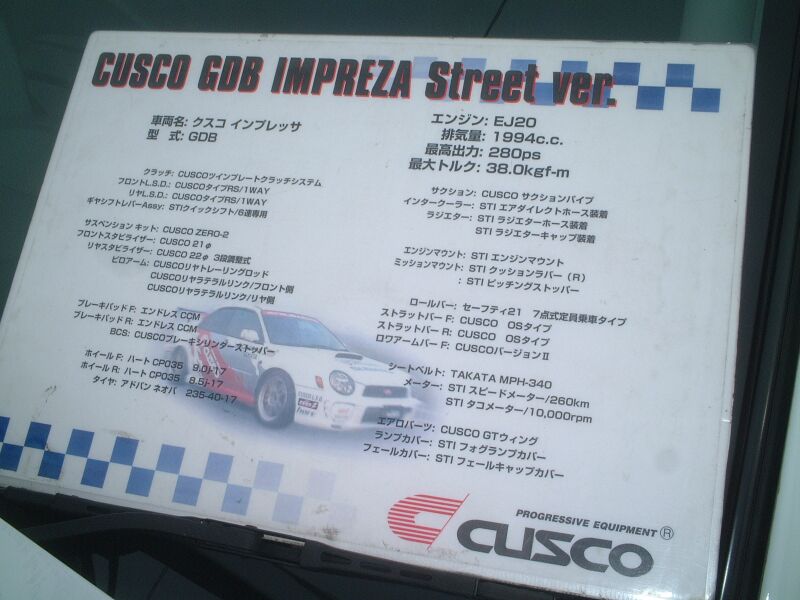 CUSCO GDB IMPREZA Street ver.
車両名: クスコ インプレッサ
型 式: GDB
クラッチ: CUSCOツインプレートクラッチシステム
フロントL.S.D.: CUSCOタイプRS/1WAY
リヤL.S.D.: CUSCOタイプRS/1WAY
ギヤシフトレバーAssy: STIクイックシフト/6速専用
サスペンション キット: CUSCO ZERO-2
フロントスタビライザー: CUSCO 21φ
リヤスタビライザー: CUSCO 22φ 3段調整式
ピロアーム: CUSCOリヤトレーリングロッド
CUSCOリヤラテラルリンク/フロント側
CUSCOリヤラテラルリンク/リヤ側
ブレーキパッド F: エンドレス CCM
ブレーキパッド R: エンドレス CCM
BCS: CUSCOブレーキシリンダーストッパー
ホイール F: ハート CP035 9.0J-17
ホイール R: ハート CP035 8.5J-17
タイヤ: アドバン ネオバ 235-40-17
エンジン: EJ20
排気量: 1994c.c.
最高出力: 280ps
最大トルク: 38.0kgf-m
サクション: CUSCO サクションパイプ
インタークーラー: STI エアダイレクトホース装着
ラジエター: STI ラジエターホース装着
STI ラジエターキャップ装着
エンジンマウント: STI エンジンマウント
ミッションマウント: STI クッションラバー (R)
: STI ピッチングストッパー
ロールバー: セーフティ21 7点式定員乗車タイプ
ストラットバー F: CUSCO OSタイプ
ストラットバー R: CUSCO OSタイプ
ロワアームバー F: CUSCOバージョンⅡ
シートベルト: TAKATA MPH-340
メーター: STI スピードメーター/260km
STI タコメーター/10,000rpm
エアロパーツ: CUSCO GTウィング
ランプカバー: STI フォグランプカバー
フェールカバー: STI フェールキャップカバー
PROGRESSIVE EQUIPMENT ®
CUSCO